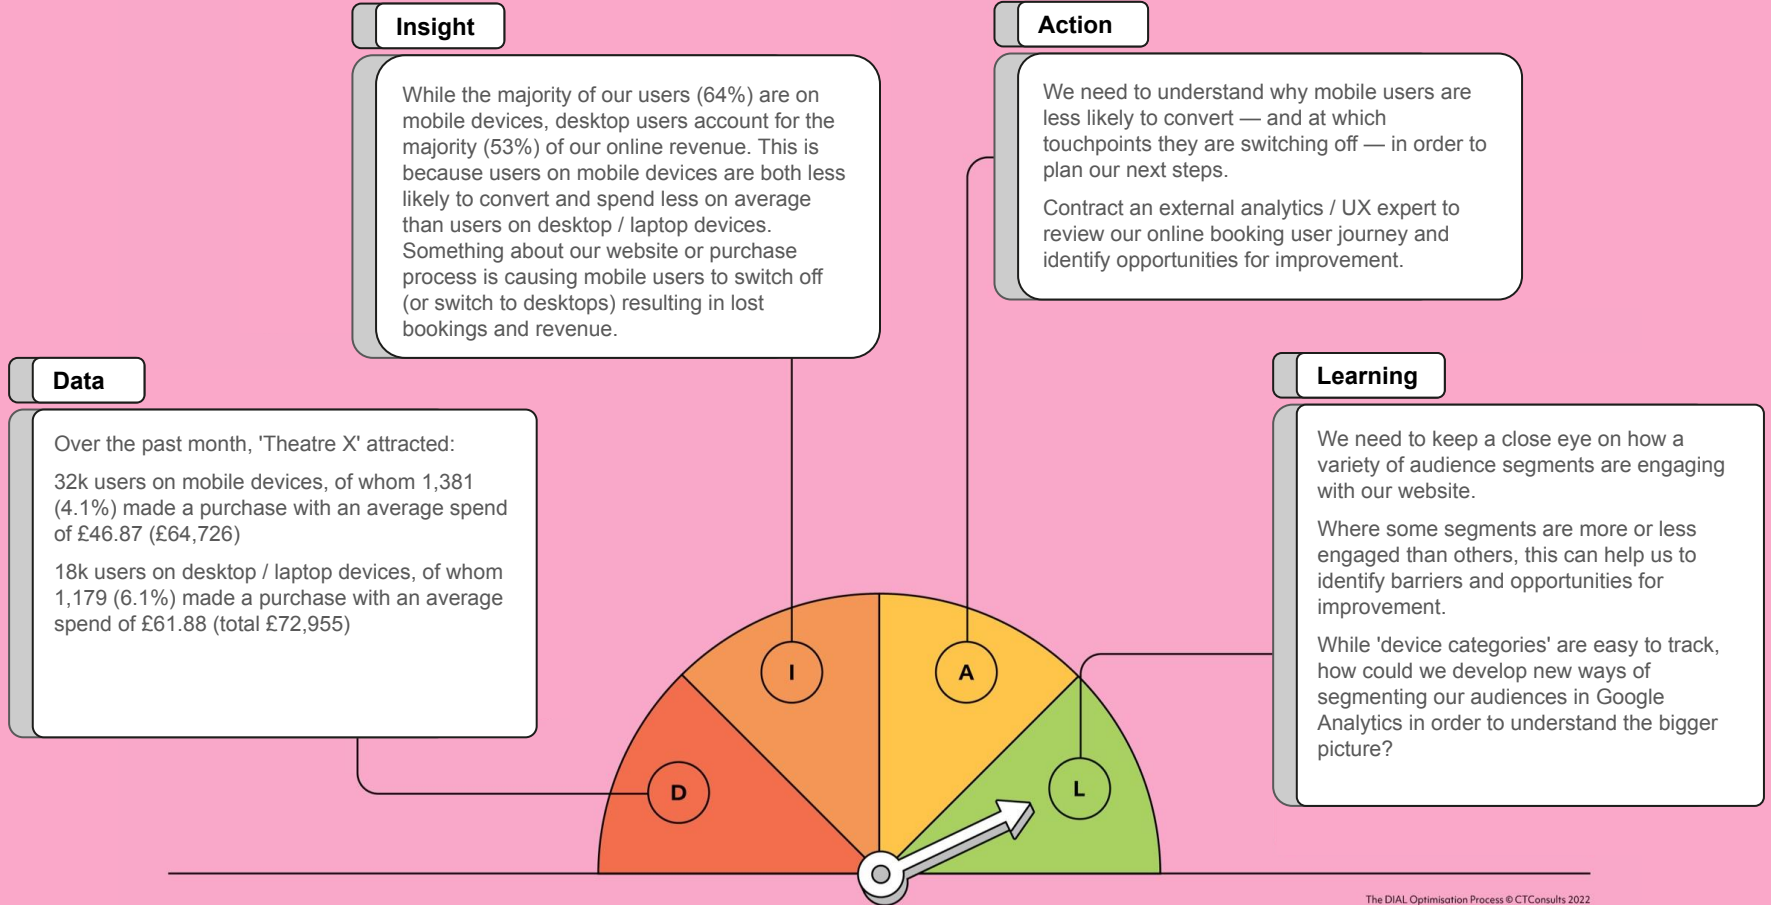 Insight
While the majority of our users (64%) are on
mobile devices, desktop users account for the
majority (53%) of our online revenue. This is
because users on mobile devices are both less
likely to convert and spend less on average
than users on desktop / laptop devices.
Something about our website or purchase
process is causing mobile users to switch off
(or switch to desktops) resulting in lost
bookings and revenue.
Action
We need to understand why mobile users are
less likely to convert — and at which
touchpoints they are switching off — in order to
plan our next steps.
Contract an external analytics / UX expert to
review our online booking user journey and
identify opportunities for improvement.
Data
Over the past month, 'Theatre X' attracted:
32k users on mobile devices, of whom 1,381
(4.1%) made a purchase with an average spend
of £46.87 (£64,726)
18k users on desktop / laptop devices, of whom
1,179 (6.1%) made a purchase with an average
spend of £61.88 (total £72,955)
Learning
We need to keep a close eye on how a
variety of audience segments are engaging
with our website.
Where some segments are more or less
engaged than others, this can help us to
identify barriers and opportunities for
improvement.
While 'device categories' are easy to track,
how could we develop new ways of
segmenting our audiences in Google
Analytics in order to understand the bigger
picture?
D
I
A
L
The DIAL Optimisation Process © CTConsults 2022